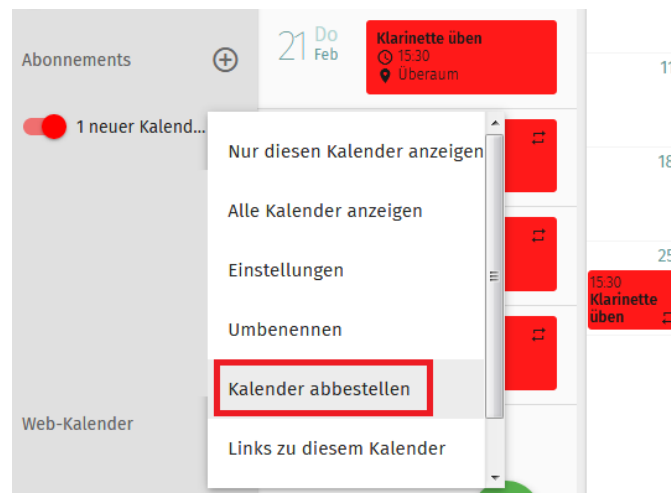 Abonnements
1 neuer Kalend...
21 Do
Feb
Klarinette üben
15:30
Überaum
Nur diesen Kalender anzeigen
Alle Kalender anzeigen
Einstellungen
Umbenennen
Kalender abbestellen
Links zu diesem Kalender
Web-Kalender
11
18
25
15:30
Klarinette
üben